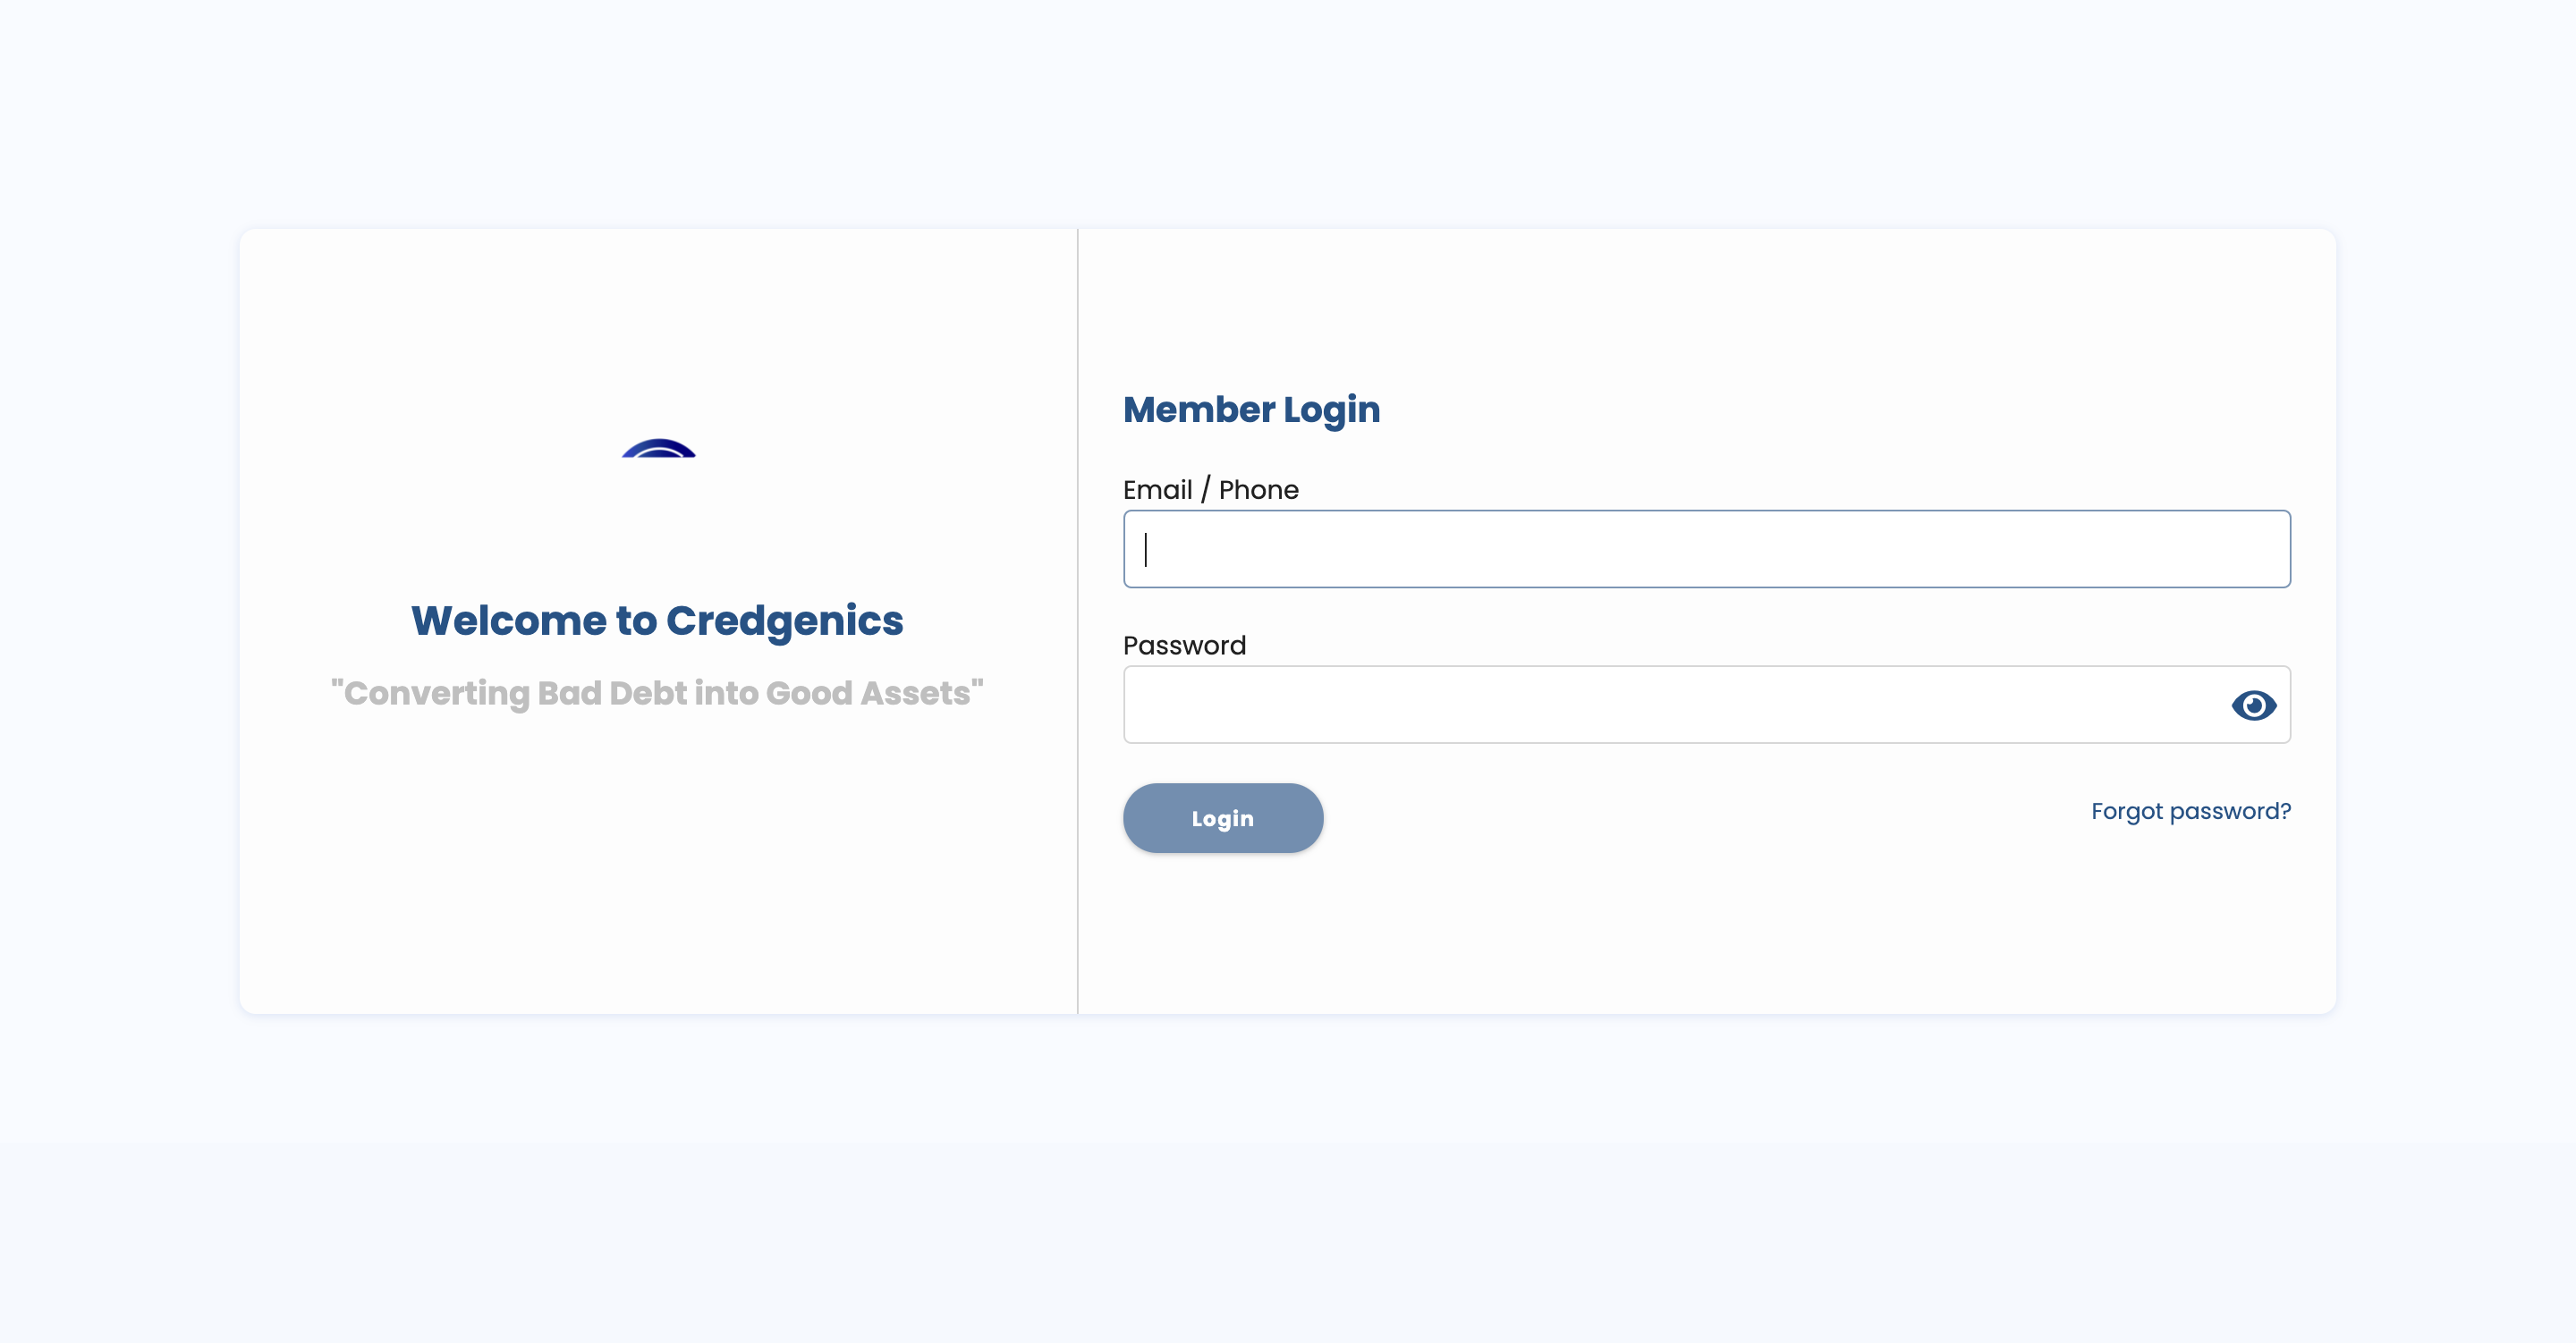 Welcome to Credgenics
"Converting Bad Debt into Good Assets"
Member Login
Email / Phone
Password
Login
Forgot password?